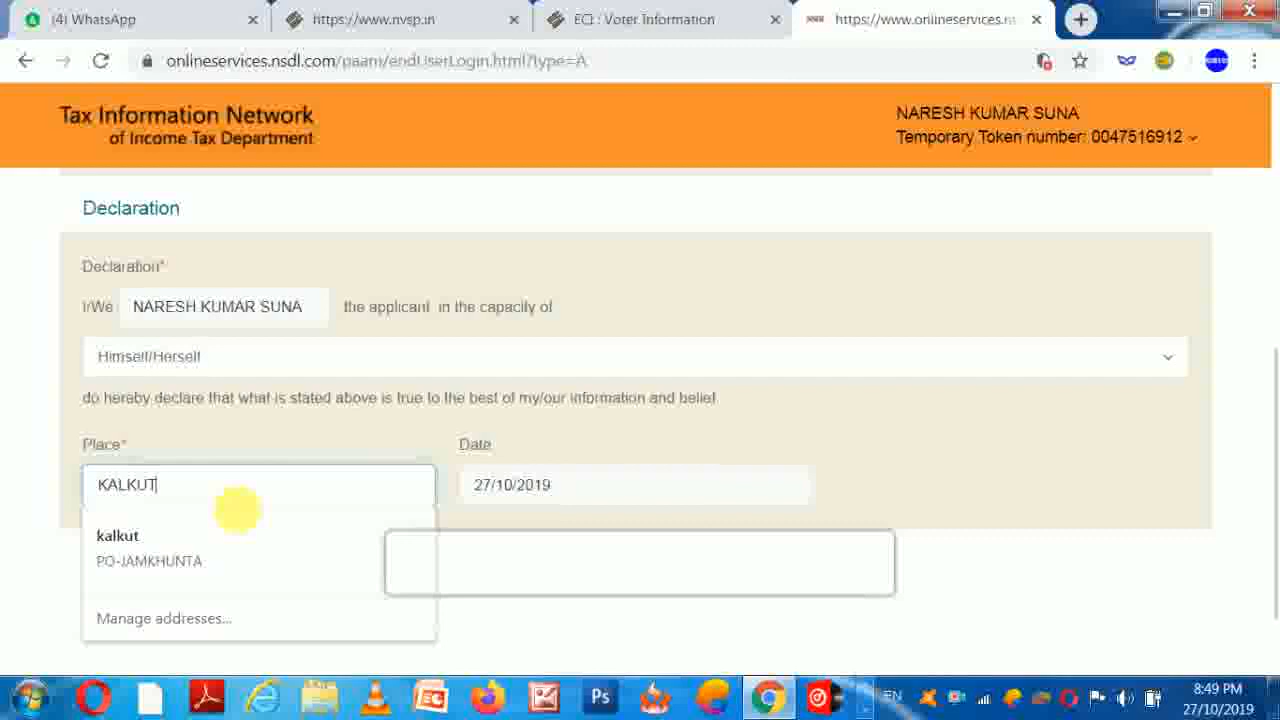 (4) WhatsApp
https://www.nvsp.in
ECI : Voter Information
https://www.onlineservices.ns
onlineservices.nsdl.com/paam/endUserLogin.html?type=A
Tax Information Network
of Income Tax Department
NARESH KUMAR SUNA
Temporary Token number: 0047516912
Declaration
Declaration*
I/We NARESH KUMAR SUNA the applicant in the capacity of
Himself/Herself
do hereby declare that what is stated above is true to the best of my/our information and belief
Place* Date
KALKUT 27/10/2019
kalkut
PO-JAMKHUNTA
Manage addresses...
Ps
EN
8:49 PM
27/10/2019